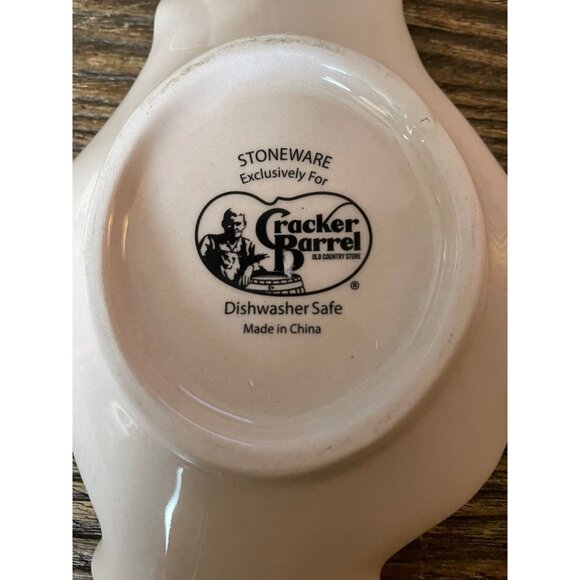 STONEWARE
Exclusively For
Cracker
Barrel
OLD COUNTRY STORE
®
Dishwasher Safe
Made in China